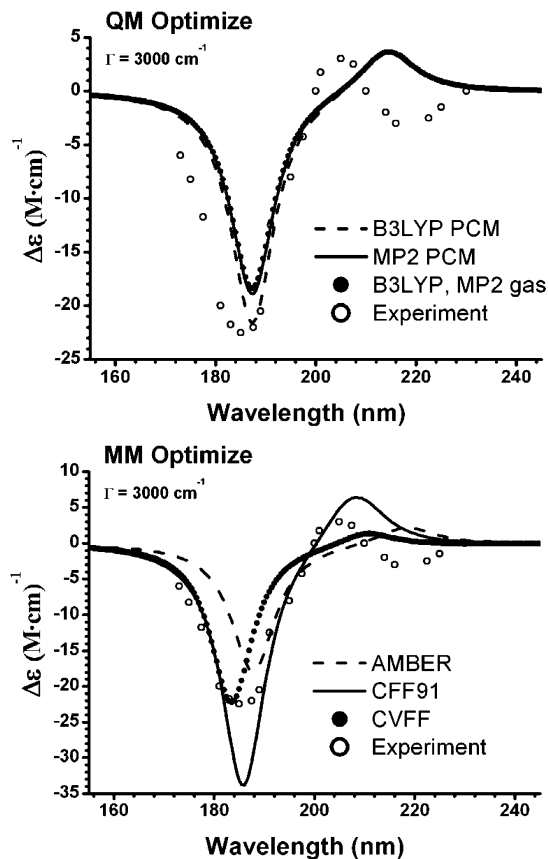 QM Optimize
Γ = 3000 cm⁻¹
5
0
-5
-10
-15
-20
-25
Δε (M·cm)⁻¹
B3LYP PCM
MP2 PCM
B3LYP, MP2 gas
Experiment
160 180 200 220 240
Wavelength (nm)
MM Optimize
Γ = 3000 cm⁻¹
10
5
0
-5
-10
-15
-20
-25
-30
-35
Δε (M·cm)⁻¹
AMBER
CFF91
CVFF
Experiment
160 180 200 220 240
Wavelength (nm)